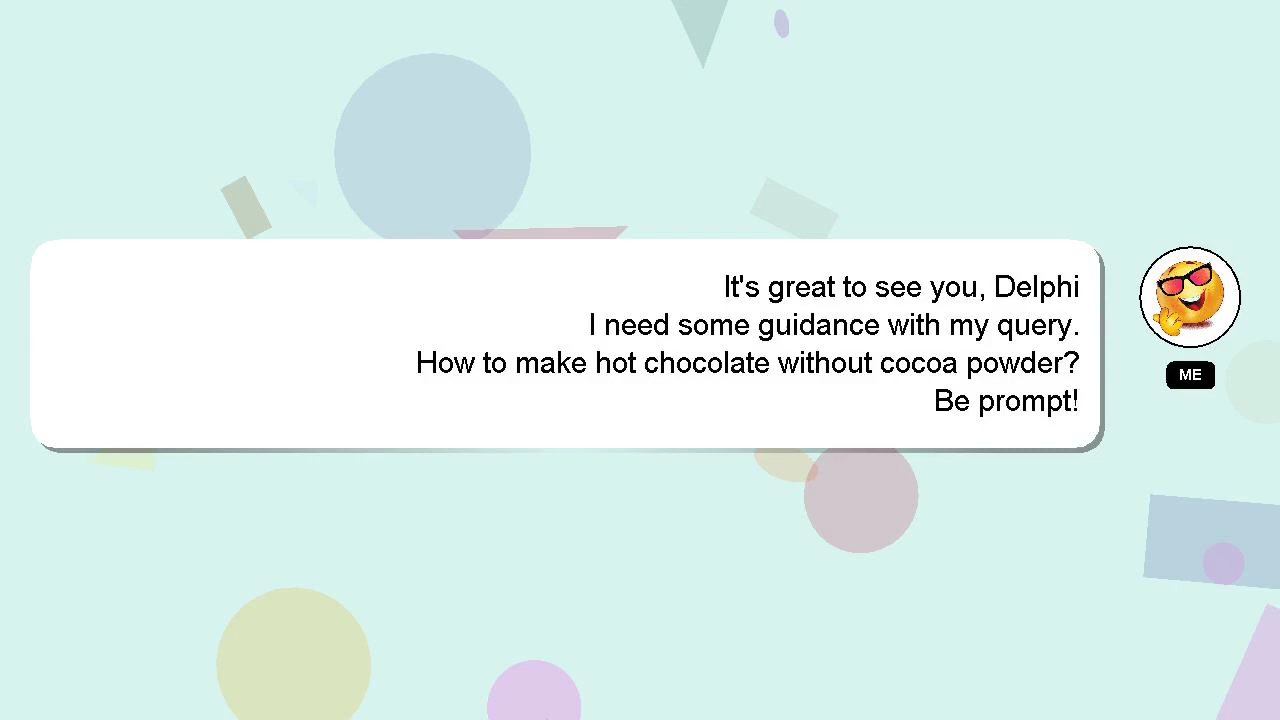 It's great to see you, Delphi
I need some guidance with my query.
How to make hot chocolate without cocoa powder?
Be prompt!
ME